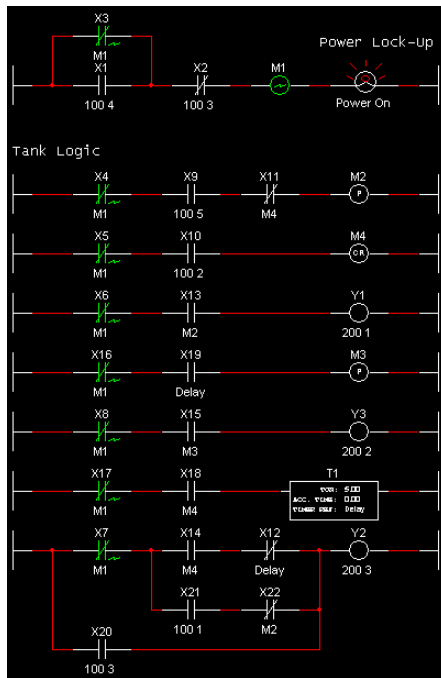 X3
Power Lock-Up
M1
X1 X2 M1
100 4 100 3 Power On
Tank Logic
X4 X9 X11 M2
P
M1 100 5 M4
X5 X10 M4
OR
M1 100 2
X6 X13 Y1
M1 M2 200 1
X16 X19 M3
P
M1 Delay
X8 X15 Y3
M1 M3 200 2
X17 X18 T1
TON: 5.00
ACC. TIME: 0.00
TIMER REF: Delay
M1 M4
X7 X14 X12 Y2
M1 M4 Delay 200 3
X21 X22
100 1 M2
X20
100 3